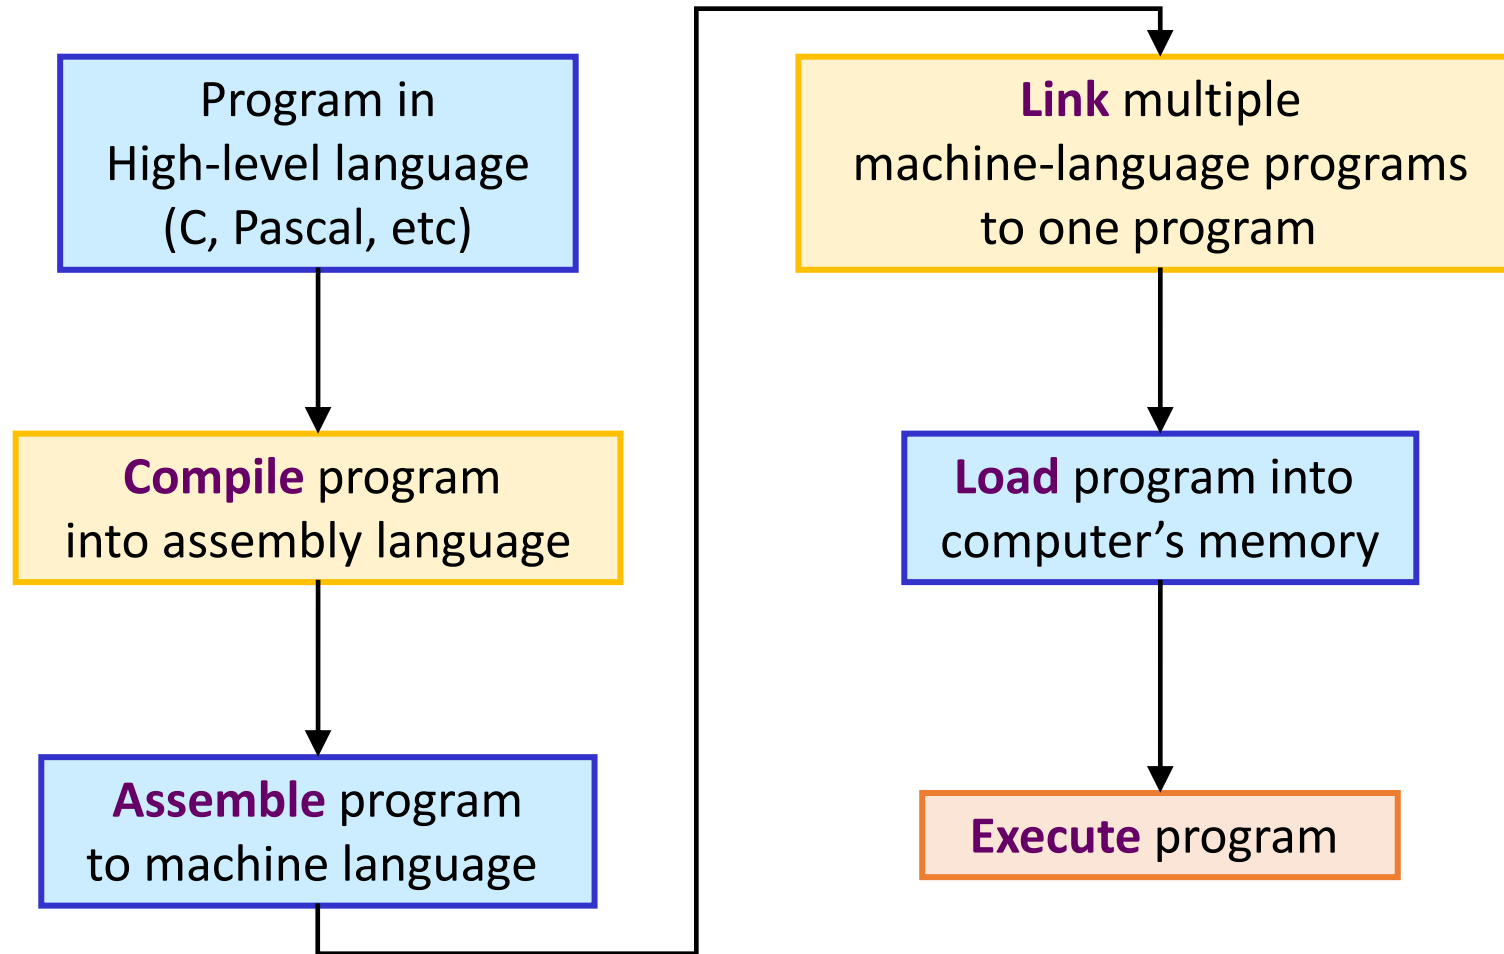 Program in
High-level language
(C, Pascal, etc)
Compile program
into assembly language
Assemble program
to machine language
Link multiple
machine-language programs
to one program
Load program into
computer’s memory
Execute program